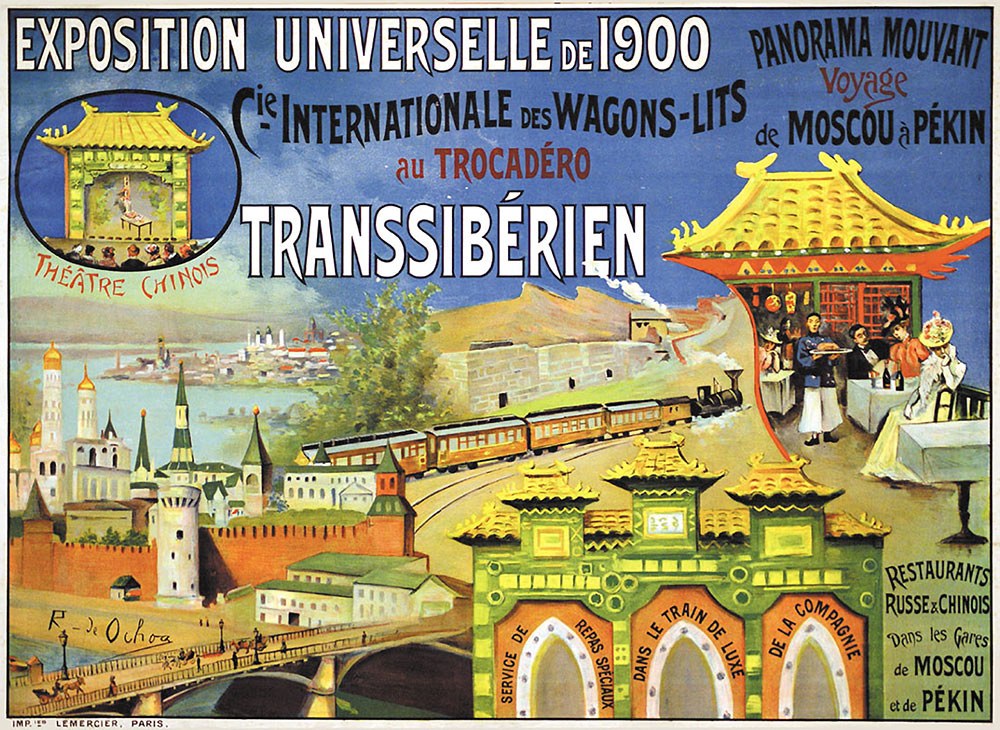 EXPOSITION UNIVERSELLE DE 1900
Cie INTERNATIONALE DES WAGONS-LITS
au TROCADÉRO
TRANSSIBÉRIEN
PANORAMA MOUVANT
Voyage
de MOSCOU à PÉKIN
THÉÂTRE CHINOIS
SERVICE DE REPAS SPÉCIAUX
DANS LE TRAIN DE LUXE
DE LA COMPAGNIE
RESTAURANTS
RUSSE & CHINOIS
Dans les Gares
de MOSCOU
et de PÉKIN
R. de Ochoa
IMP. LEMERCIER, PARIS.